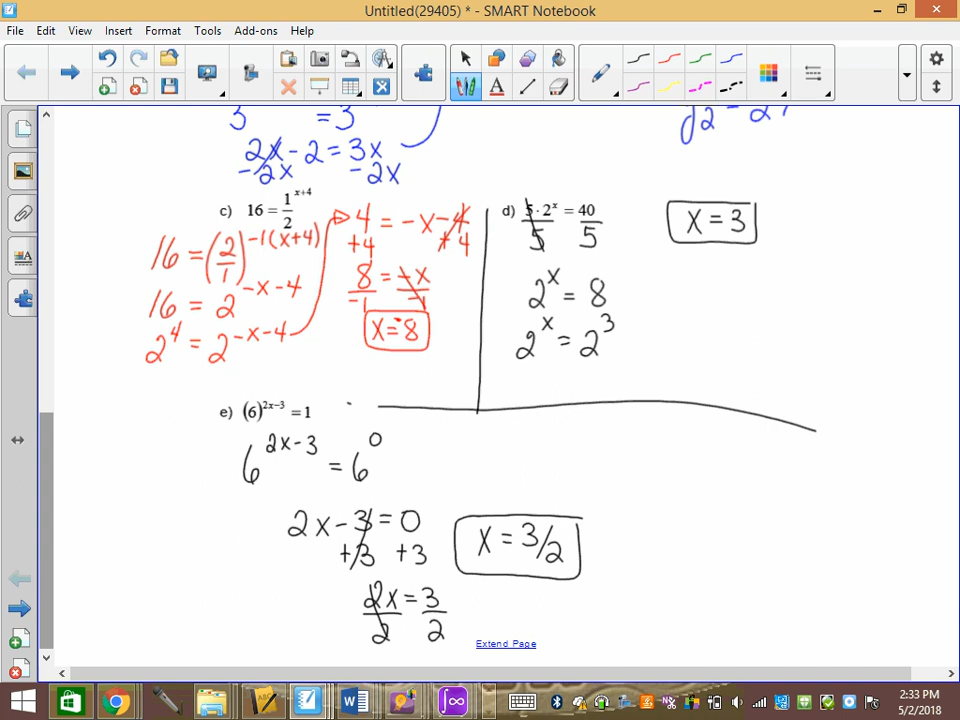 Untitled(29405) * - SMART Notebook
File Edit View Insert Format Tools Add-ons Help
3 = 3
2x - 2 = 3x
-2x -2x
c) 16 = 1/2^(x+4)
16 = (2/1)^-1(x+4)
16 = 2^-x-4
2^4 = 2^-x-4
4 = -x-4
+4 +4
8 = -x
-1 -1
x=-8
d) 5 · 2^x = 40
5 5
2^x = 8
2^x = 2^3
x = 3
e) (6)^2x-3 = 1
6^2x-3 = 6^0
2x-3=0
+3 +3
2x=3
2 2
x = 3/2
Extend Page
2:33 PM
5/2/2018